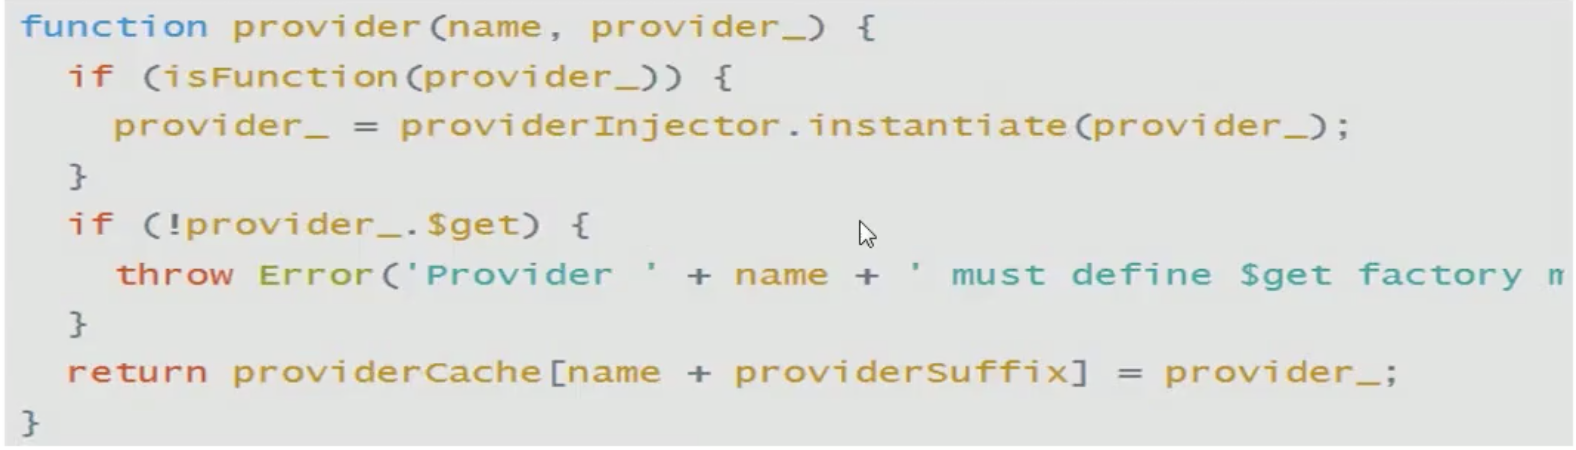 function provider(name, provider_) {
if (isFunction(provider_)) {
provider_ = providerInjector.instantiate(provider_);
}
if (!provider_.$get) {
throw Error('Provider ' + name + ' must define $get factory
}
return providerCache[name + providerSuffix] = provider_;
}